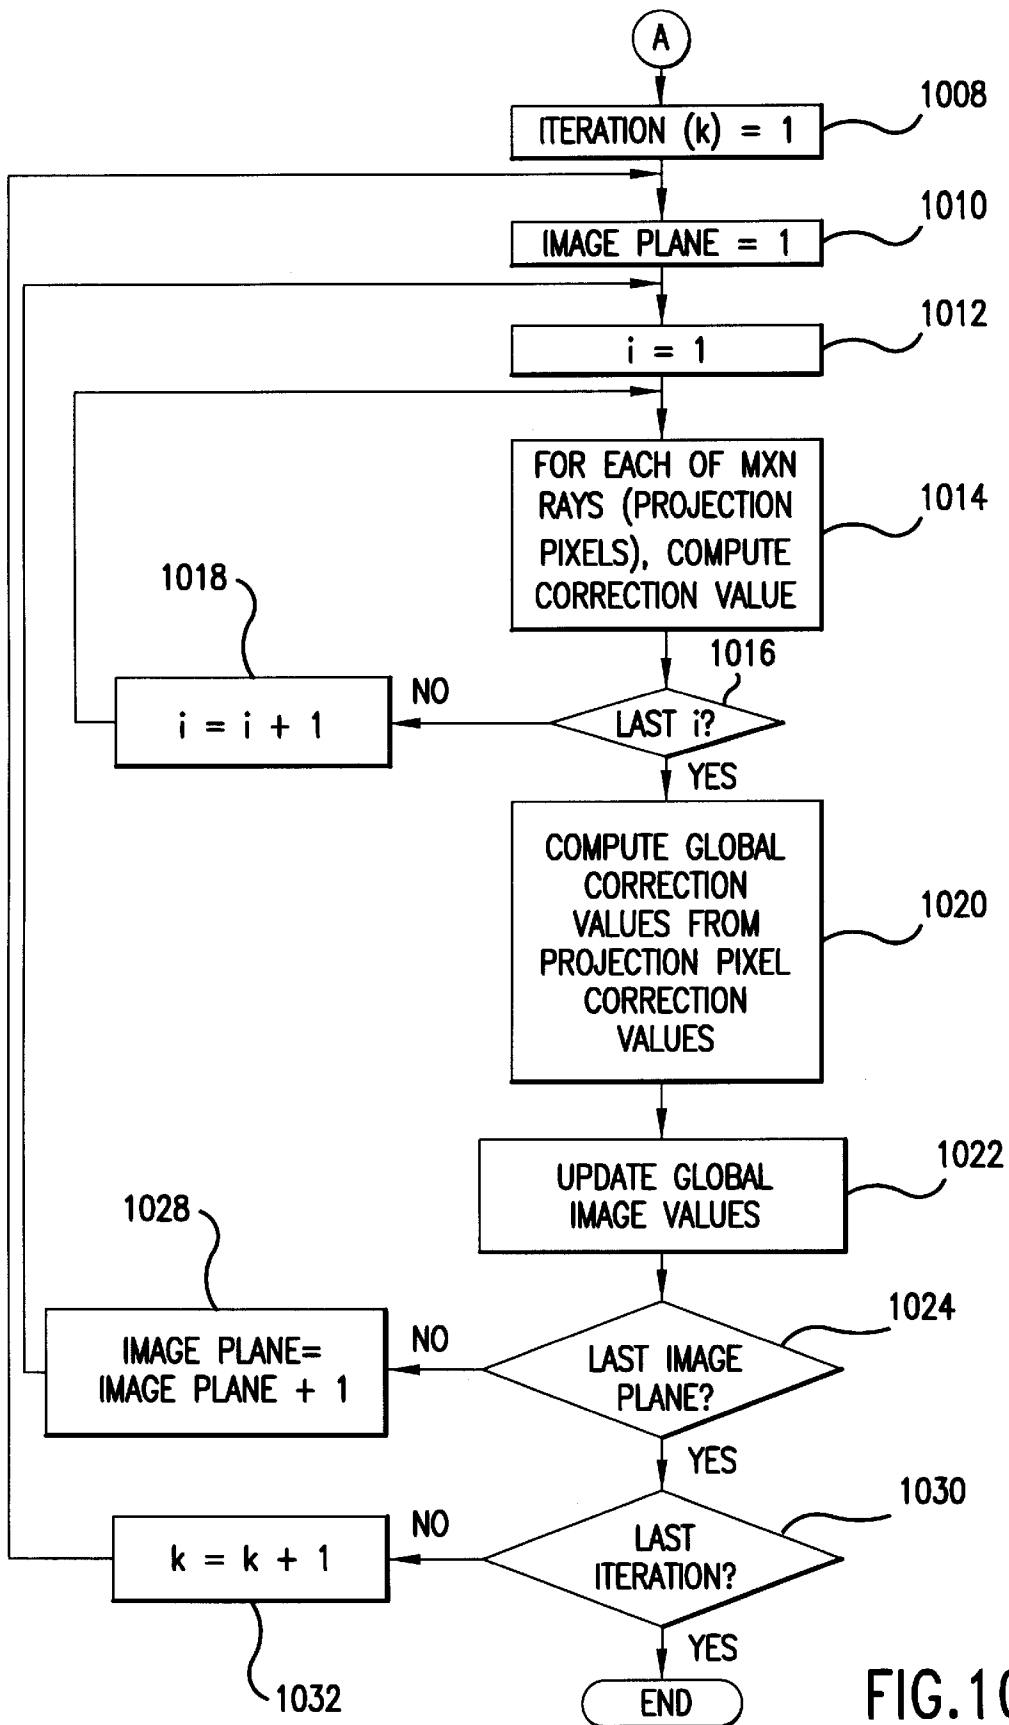 A
ITERATION (k) = 1
1008
IMAGE PLANE = 1
1010
i = 1
1012
FOR EACH OF MXN
RAYS (PROJECTION
PIXELS), COMPUTE
CORRECTION VALUE
1014
1016
LAST i?
NO
1018
i = i + 1
YES
COMPUTE GLOBAL
CORRECTION
VALUES FROM
PROJECTION PIXEL
CORRECTION
VALUES
1020
UPDATE GLOBAL
IMAGE VALUES
1022
1024
LAST IMAGE
PLANE?
NO
1028
IMAGE PLANE=
IMAGE PLANE + 1
YES
1030
LAST
ITERATION?
NO
k = k + 1
1032
YES
END
FIG.10